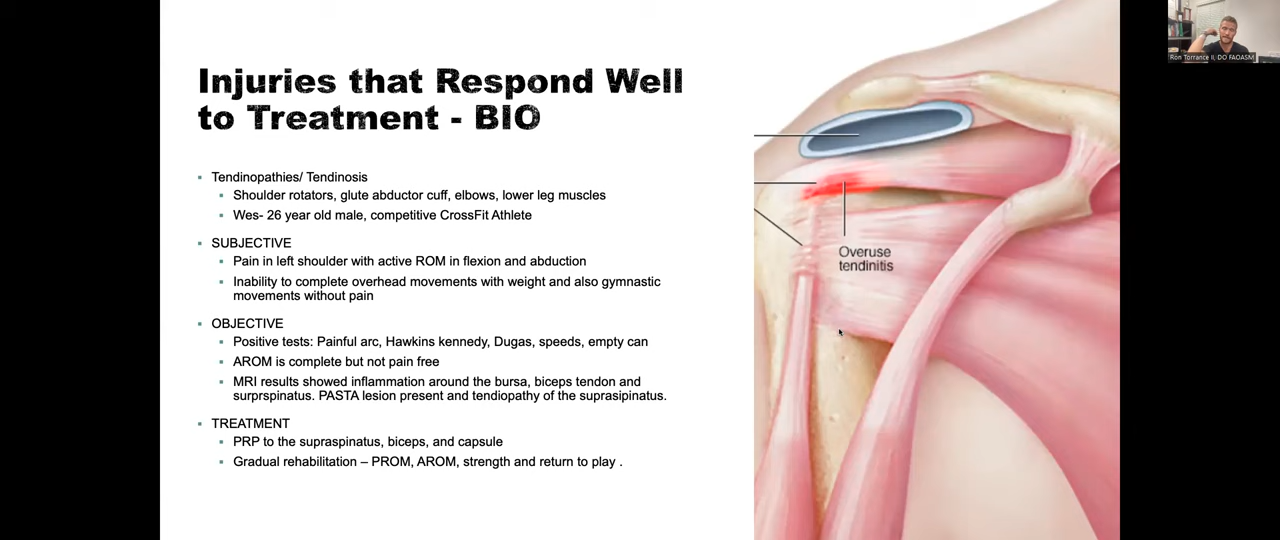 Injuries that Respond Well
to Treatment - BIO
Tendinopathies/ Tendinosis
Shoulder rotators, glute abductor cuff, elbows, lower leg muscles
Wes- 26 year old male, competitive CrossFit Athlete
SUBJECTIVE
Pain in left shoulder with active ROM in flexion and abduction
Inability to complete overhead movements with weight and also gymnastic
movements without pain
OBJECTIVE
Positive tests: Painful arc, Hawkins kennedy, Dugas, speeds, empty can
AROM is complete but not pain free
MRI results showed inflammation around the bursa, biceps tendon and
surprspinatus. PASTA lesion present and tendiopathy of the suprasipinatus.
TREATMENT
PRP to the supraspinatus, biceps, and capsule
Gradual rehabilitation – PROM, AROM, strength and return to play .
Overuse
tendinitis
Ron Torrance II, DO FAOASM